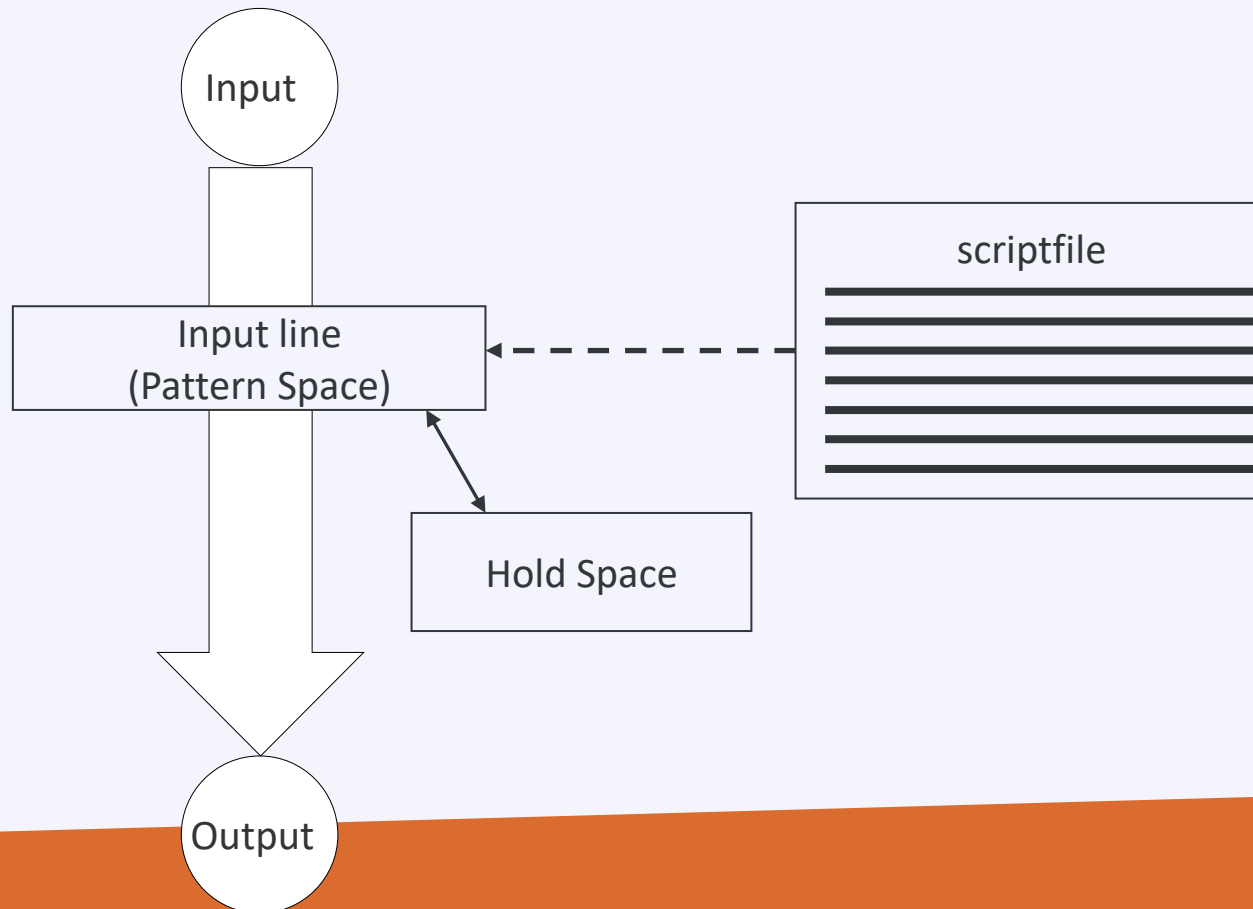 Input
scriptfile
Input line
(Pattern Space)
Hold Space
Output